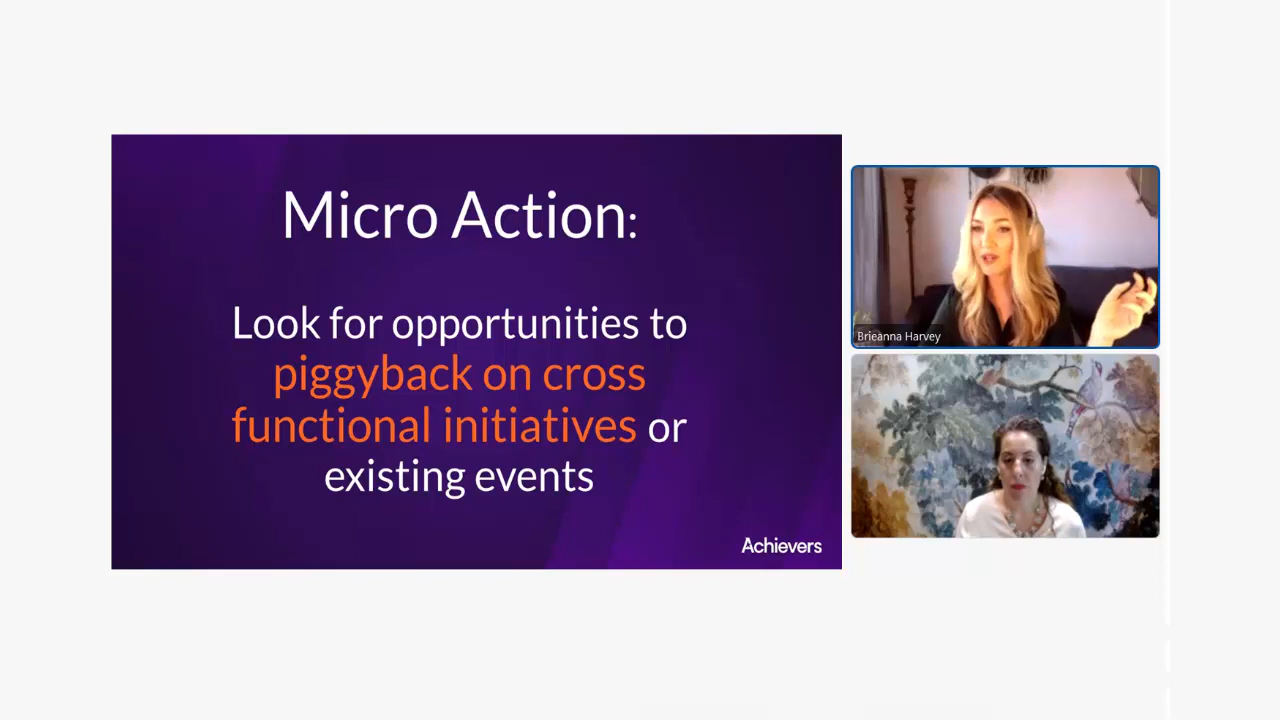 Micro Action:
Look for opportunities to
piggyback on cross
functional initiatives or
existing events
Achievers
Brieanna Harvey